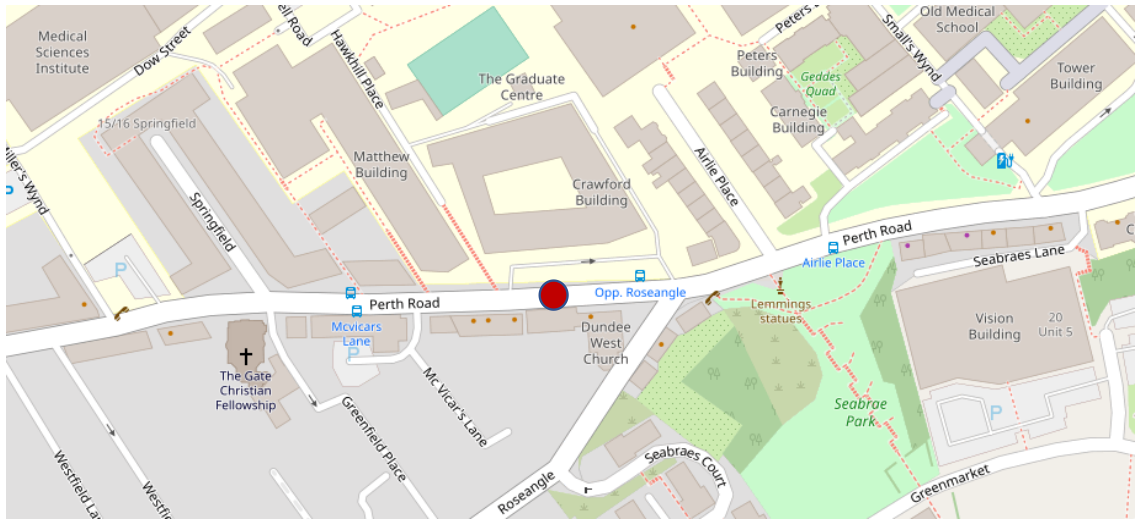 Medical
Sciences
Institute
Dow Street
ell Road
Hawkhill Place
The Graduate
Centre
Peters
Building
Peters
Small's Wynd
Old Medical
School
Tower
Building
Geddes
Quad
Carnegie
Building
15/16 Springfield
Matthew
Building
Airlie Place
Crawford
Building
Miller's Wynd
P
Springfield
P
Perth Road
Airlie Place
Seabraes Lane
C
Opp. Roseangle
Perth Road
Mcvicars
Lane
P
Lemmings
statues
Dundee
West
Church
Vision
Building
20
Unit 5
The Gate
Christian
Fellowship
Mc Vicar's Lane
Greenfield Place
Seabrae
Park
P
Seabraes Court
Roseangle
Greenmarket
Westfield La
Westfi